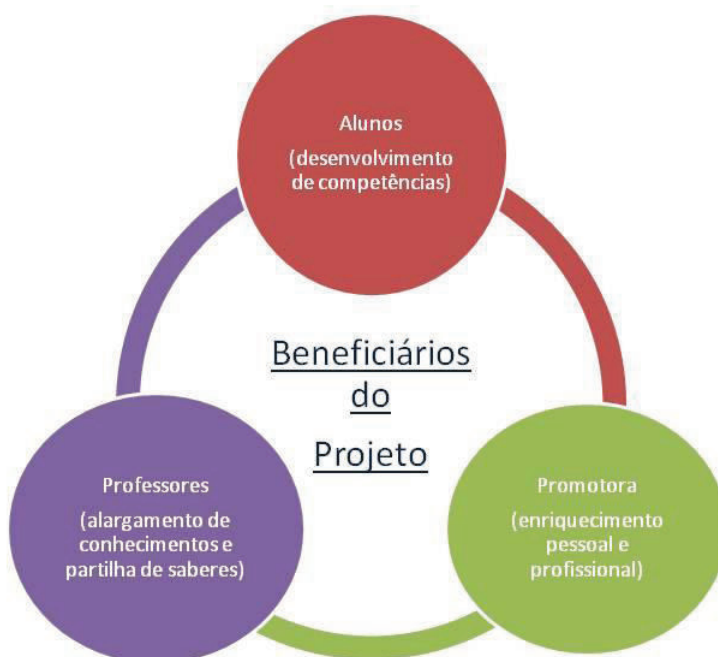 Alunos
(desenvolvimento
de competências)
Beneficiários
do
Projeto
Professores
(alargamento de
conhecimentos e
partilha de saberes)
Promotora
(enriquecimento
pessoal e
profissional)